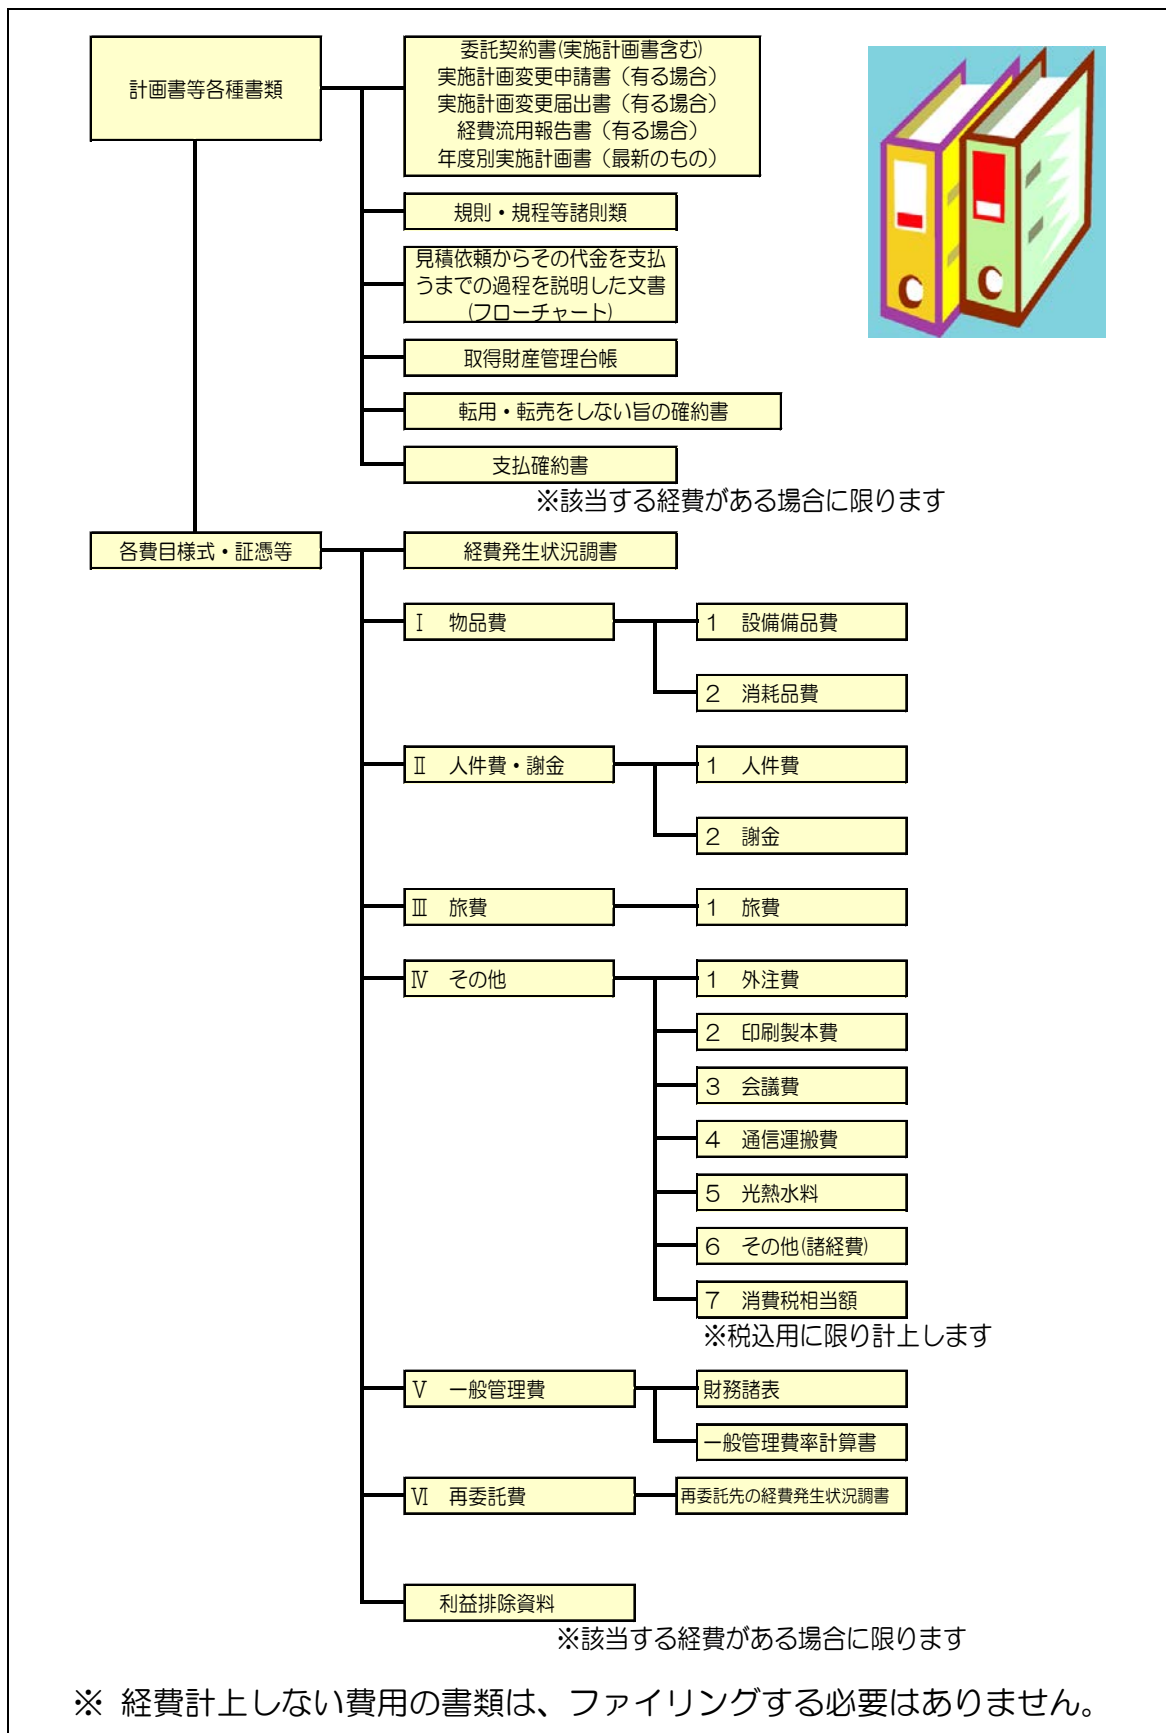 計画書等各種書類
委託契約書(実施計画書含む)
実施計画変更申請書（有る場合）
実施計画変更届出書（有る場合）
経費流用報告書（有る場合）
年度別実施計画書（最新のもの）
規則・規程等諸則類
見積依頼からその代金を支払
うまでの過程を説明した文書
(フローチャート)
取得財産管理台帳
転用・転売をしない旨の確約書
支払確約書
※該当する経費がある場合に限ります
各費目様式・証憑等
経費発生状況調書
Ⅰ　物品費
１　設備備品費
２　消耗品費
Ⅱ　人件費・謝金
１　人件費
２　謝金
Ⅲ　旅費
１　旅費
Ⅳ　その他
１　外注費
２　印刷製本費
３　会議費
４　通信運搬費
５　光熱水料
６　その他(諸経費)
７　消費税相当額
※税込用に限り計上します
Ⅴ　一般管理費
財務諸表
一般管理費率計算書
Ⅵ　再委託費
再委託先の経費発生状況調書
利益排除資料
※該当する経費がある場合に限ります
※ 経費計上しない費用の書類は、ファイリングする必要はありません。